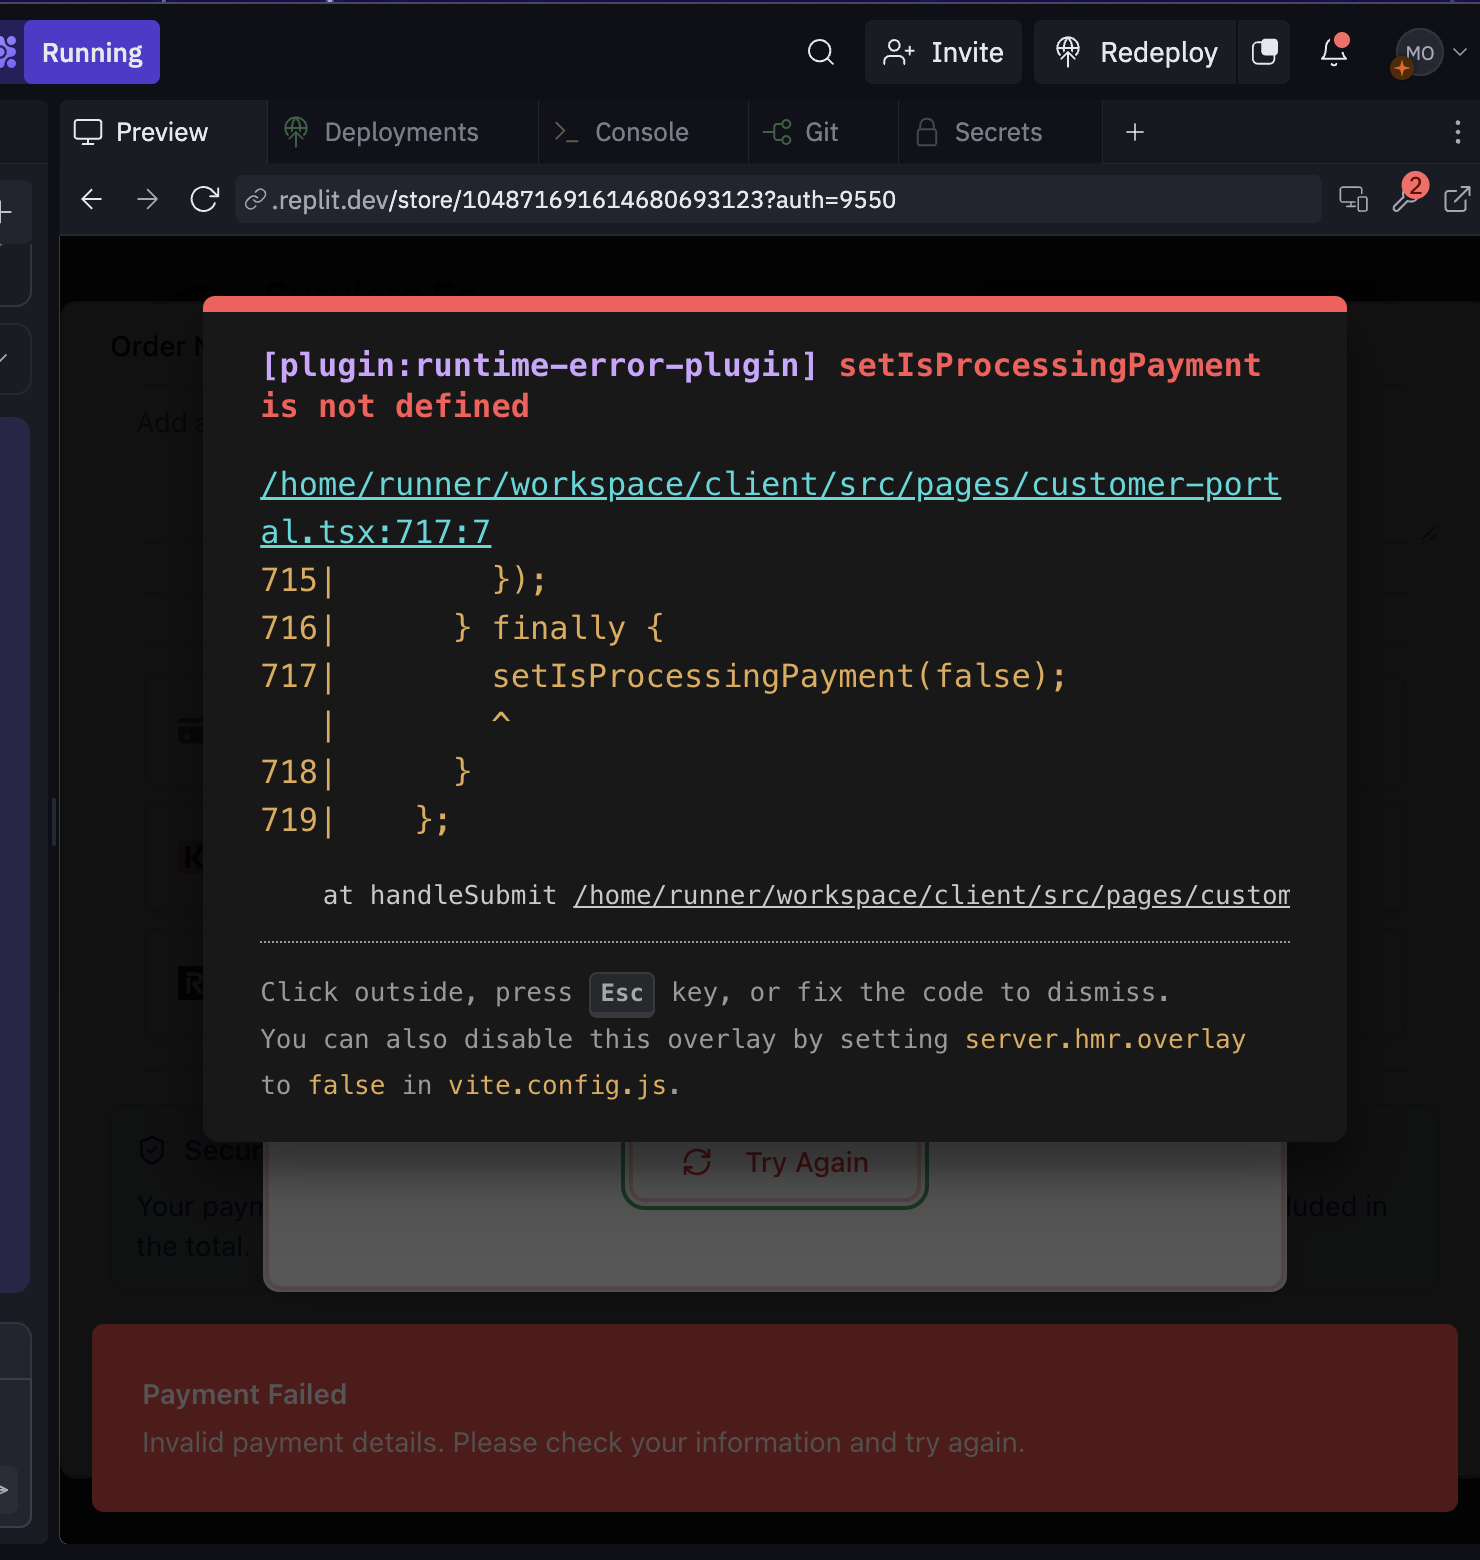 Running
Invite
Redeploy
MO
Preview
Deployments
Console
Git
Secrets
.replit.dev/store/104871691614680693123?auth=9550
2
Order
Add
[plugin:runtime-error-plugin] setIsProcessingPayment
is not defined
/home/runner/workspace/client/src/pages/customer-port
al.tsx:717:7
715|        });
716|      } finally {
717|        setIsProcessingPayment(false);
   |        ^
718|      }
719|    };
at handleSubmit /home/runner/workspace/client/src/pages/custom
Click outside, press Esc key, or fix the code to dismiss.
You can also disable this overlay by setting server.hmr.overlay
to false in vite.config.js.
Secur
Try Again
Your paym
luded in
the total.
Payment Failed
Invalid payment details. Please check your information and try again.